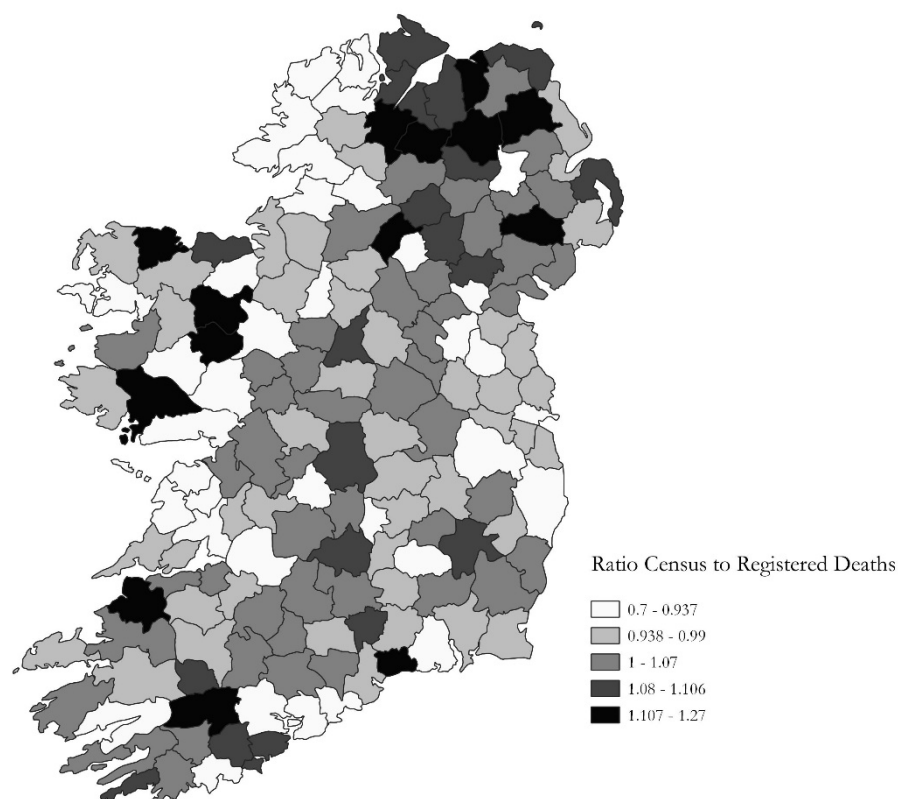 Ratio Census to Registered Deaths
0.7 - 0.937
0.938 - 0.99
1 - 1.07
1.08 - 1.106
1.107 - 1.27